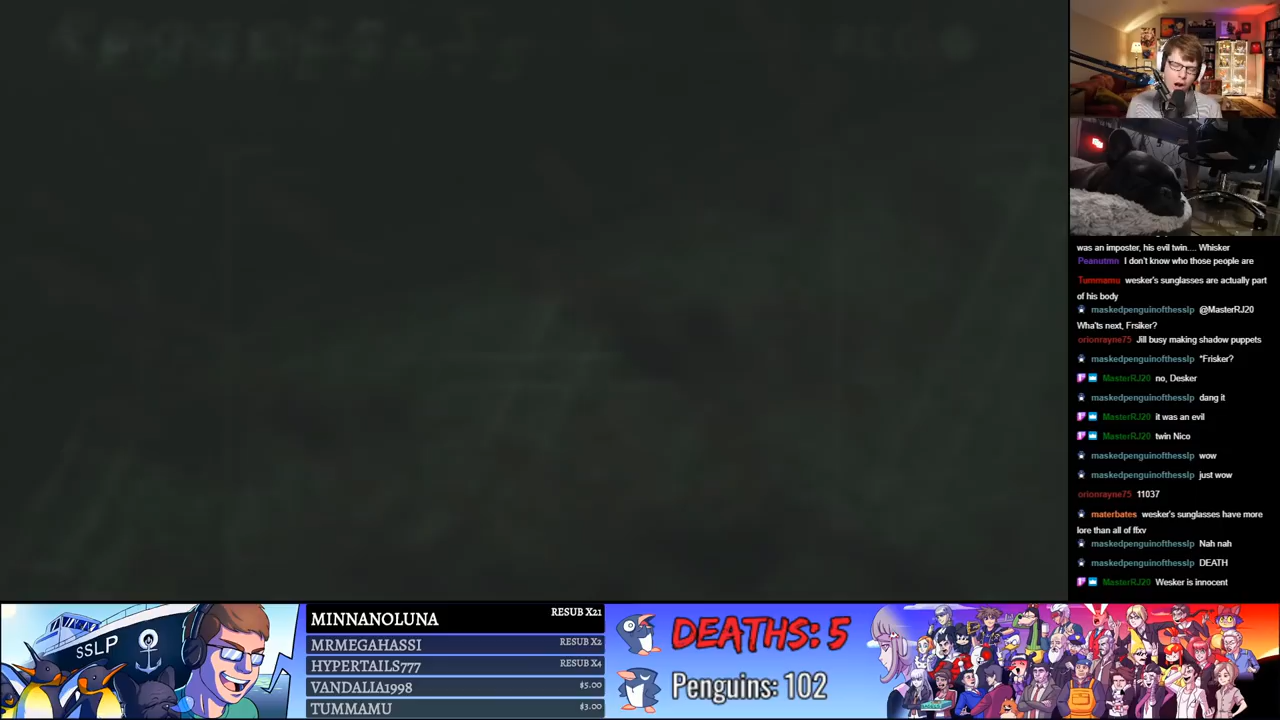 was an imposter, his evil twin.... Whisker
Peanutmn I don't know who those people are
Tummamu wesker's sunglasses are actually part
of his body
maskedpenguinofthesslp @MasterRJ20
Wha'ts next, Frsiker?
orionrayne75 Jill busy making shadow puppets
maskedpenguinofthesslp *Frisker?
MasterRJ20 no, Desker
maskedpenguinofthesslp dang it
MasterRJ20 it was an evil
MasterRJ20 twin Nico
maskedpenguinofthesslp wow
maskedpenguinofthesslp just wow
orionrayne75 11037
materbates wesker's sunglasses have more
lore than all of ffxv
maskedpenguinofthesslp Nah nah
maskedpenguinofthesslp DEATH
MasterRJ20 Wesker is innocent
SSLP
MINNANOLUNA RESUB X21
MRMEGAHASSI RESUB X2
HYPERTAILS777 RESUB X4
VANDALIA1998 $5.00
TUMMAMU $3.00
DEATHS: 5
Penguins: 102